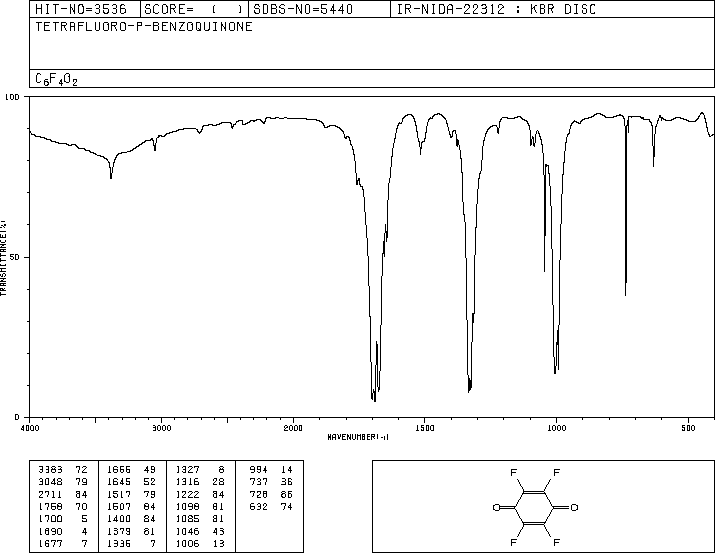 HIT-NO=3536 SCORE= ( ) SDBS-NO=5440 IR-NIDA-22312 : KBR DISC
TETRAFLUORO-P-BENZOQUINONE
C6F4O2
100
TRANSMITTANCE(%)
50
0
4000 3000 2000 1500 1000 500
WAVENUMBER(-1)
3383 72 1666 49 1327 8 994 14
3048 79 1645 52 1316 28 737 36
2711 84 1517 79 1222 84 728 86
1758 70 1507 84 1098 81 632 74
1700 5 1400 84 1085 81
1690 4 1379 81 1046 43
1677 7 1336 7 1006 13
F F
O O
F F